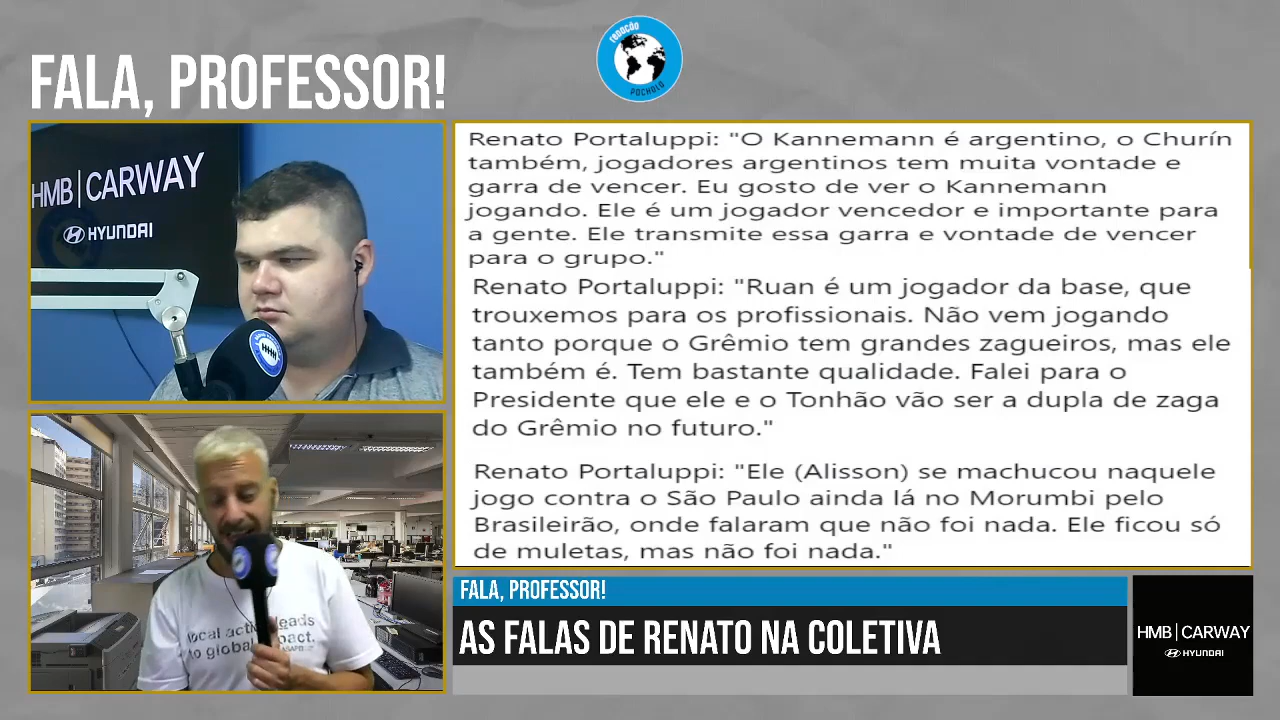 REDAÇÃO
PACHOLA
FALA, PROFESSOR!
HMB | CARWAY
HYUNDAI
Renato Portaluppi: "O Kannemann é argentino, o Churín
também, jogadores argentinos tem muita vontade e
garra de vencer. Eu gosto de ver o Kannemann
jogando. Ele é um jogador vencedor e importante para
a gente. Ele transmite essa garra e vontade de vencer
para o grupo."
Renato Portaluppi: "Ruan é um jogador da base, que
trouxemos para os profissionais. Não vem jogando
tanto porque o Grêmio tem grandes zagueiros, mas ele
também é. Tem bastante qualidade. Falei para o
Presidente que ele e o Tonhão vão ser a dupla de zaga
do Grêmio no futuro."
Renato Portaluppi: "Ele (Alisson) se machucou naquele
jogo contra o São Paulo ainda lá no Morumbi pelo
Brasileirão, onde falaram que não foi nada. Ele ficou só
de muletas, mas não foi nada."
local leads
to global
FALA, PROFESSOR!
AS FALAS DE RENATO NA COLETIVA
HMB | CARWAY
HYUNDAI